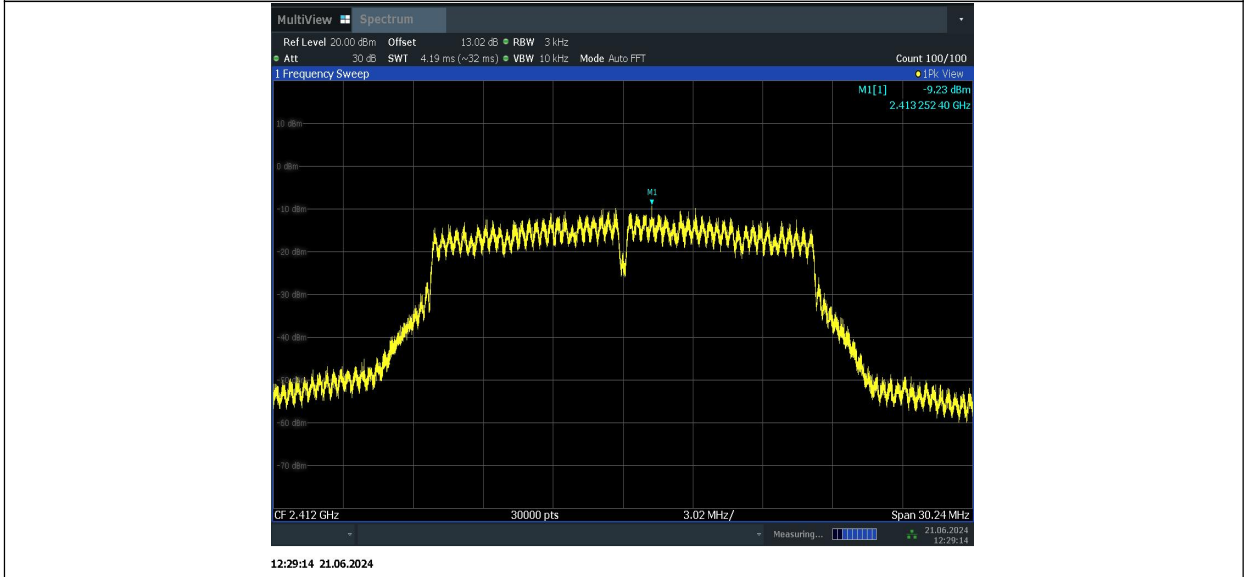 MultiView Spectrum
Ref Level 20.00 dBm Offset 13.02 dB RBW 3 kHz
Att 30 dB SWT 4.19 ms (~32 ms) VBW 10 kHz Mode Auto FFT Count 100/100
1 Frequency Sweep 1Pk View
M1[1] -9.23 dBm
2.413 252 40 GHz
10 dBm
0 dBm
M1
-10 dBm
-20 dBm
-30 dBm
-40 dBm
-60 dBm
-70 dBm
CF 2.412 GHz 30000 pts 3.02 MHz/ Span 30.24 MHz
Measuring... 21.06.2024
12:29:14
12:29:14 21.06.2024